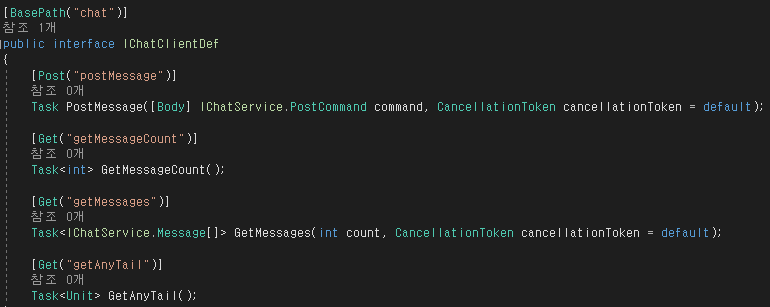 [BasePath("chat")]
참조 1개
public interface IChatClientDef
{
[Post("postMessage")]
참조 0개
Task PostMessage([Body] IChatService.PostCommand command, CancellationToken cancellationToken = default);
[Get("getMessageCount")]
참조 0개
Task<int> GetMessageCount();
[Get("getMessages")]
참조 0개
Task<IChatService.Message[]> GetMessages(int count, CancellationToken cancellationToken = default);
[Get("getAnyTail")]
참조 0개
Task<Unit> GetAnyTail();